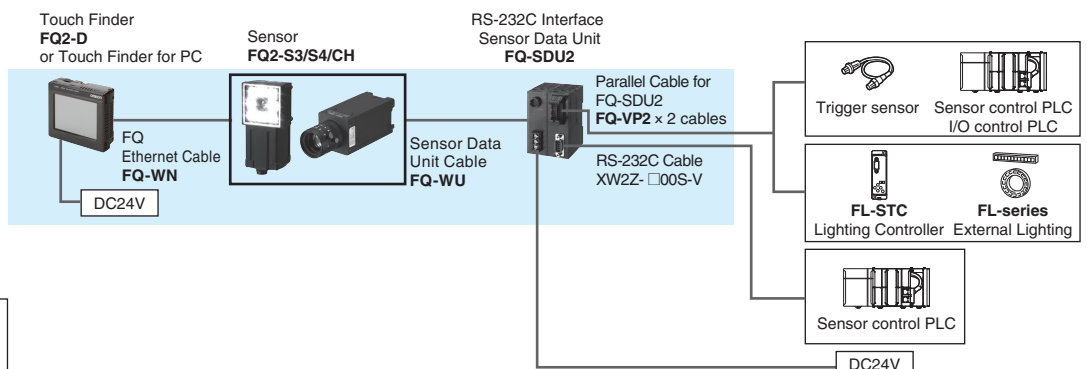 Touch Finder
FQ2-D
or Touch Finder for PC
Sensor
FQ2-S3/S4/CH
RS-232C Interface
Sensor Data Unit
FQ-SDU2
FQ
Ethernet Cable
FQ-WN
DC24V
Sensor Data
Unit Cable
FQ-WU
Parallel Cable for
FQ-SDU2
FQ-VP2 × 2 cables
RS-232C Cable
XW2Z- □00S-V
Trigger sensor
Sensor control PLC
I/O control PLC
FL-STC
Lighting Controller
FL-series
External Lighting
Sensor control PLC
DC24V